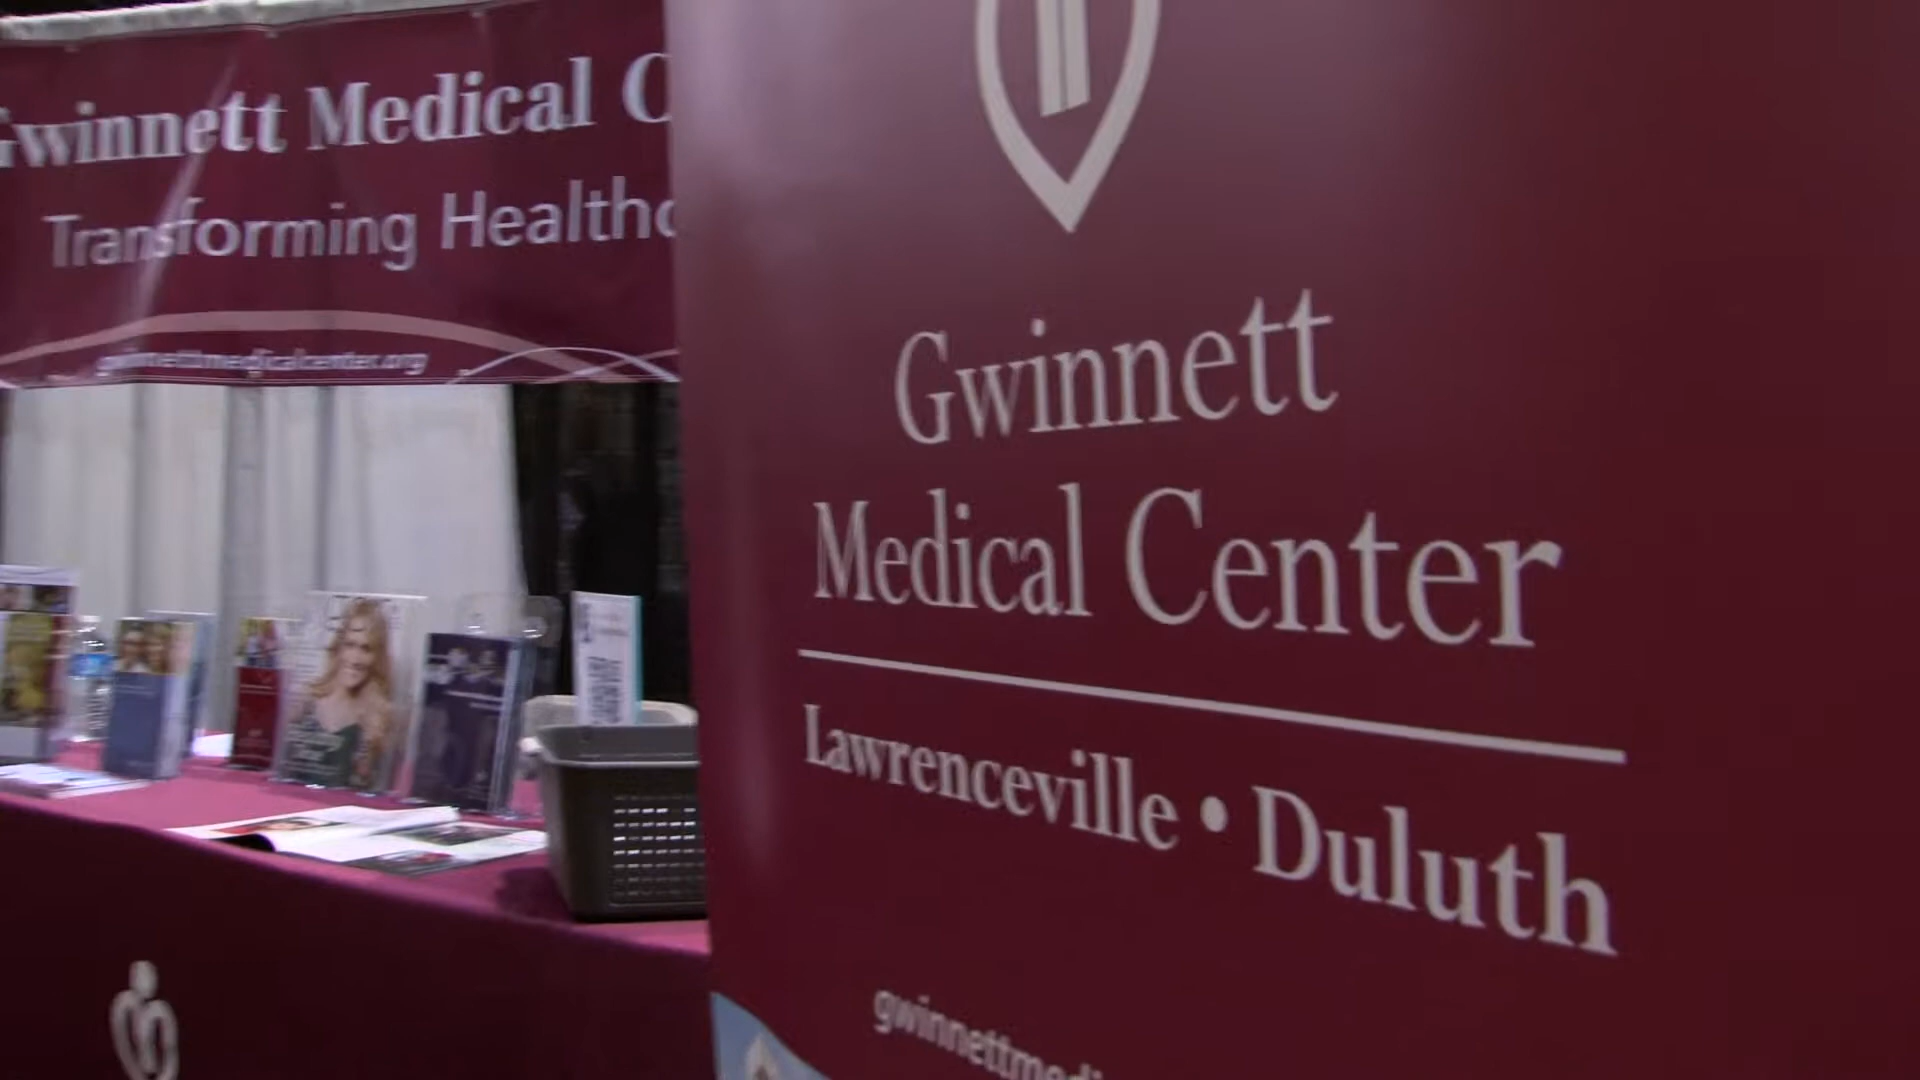 Gwinnett Medical C
Transforming Healthc
gwinnettmedicalcenter.org
Gwinnett
Medical Center
Lawrenceville • Duluth
gwinnettmedi